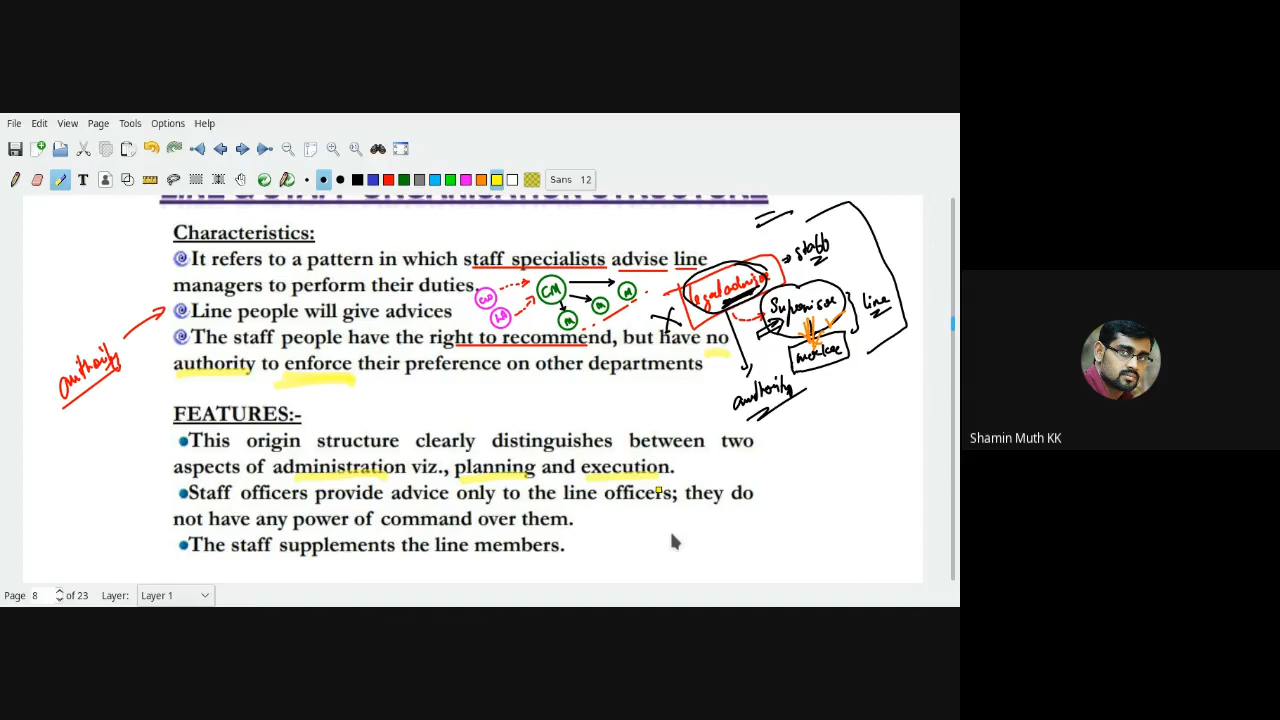 File Edit View Page Tools Options Help
Sans 12
LINE & STAFF ORGANISATION STRUCTURE
Characteristics:
It refers to a pattern in which staff specialists advise line
managers to perform their duties.
Line people will give advices
The staff people have the right to recommend, but have no
authority to enforce their preference on other departments
authority
GM
M
M
M
legal advisor
staff
Supervisor
line
worker
authority
FEATURES:-
This origin structure clearly distinguishes between two
aspects of administration viz., planning and execution.
Staff officers provide advice only to the line officers; they do
not have any power of command over them.
The staff supplements the line members.
Page 8 of 23 Layer: Layer 1
Shamin Muth KK